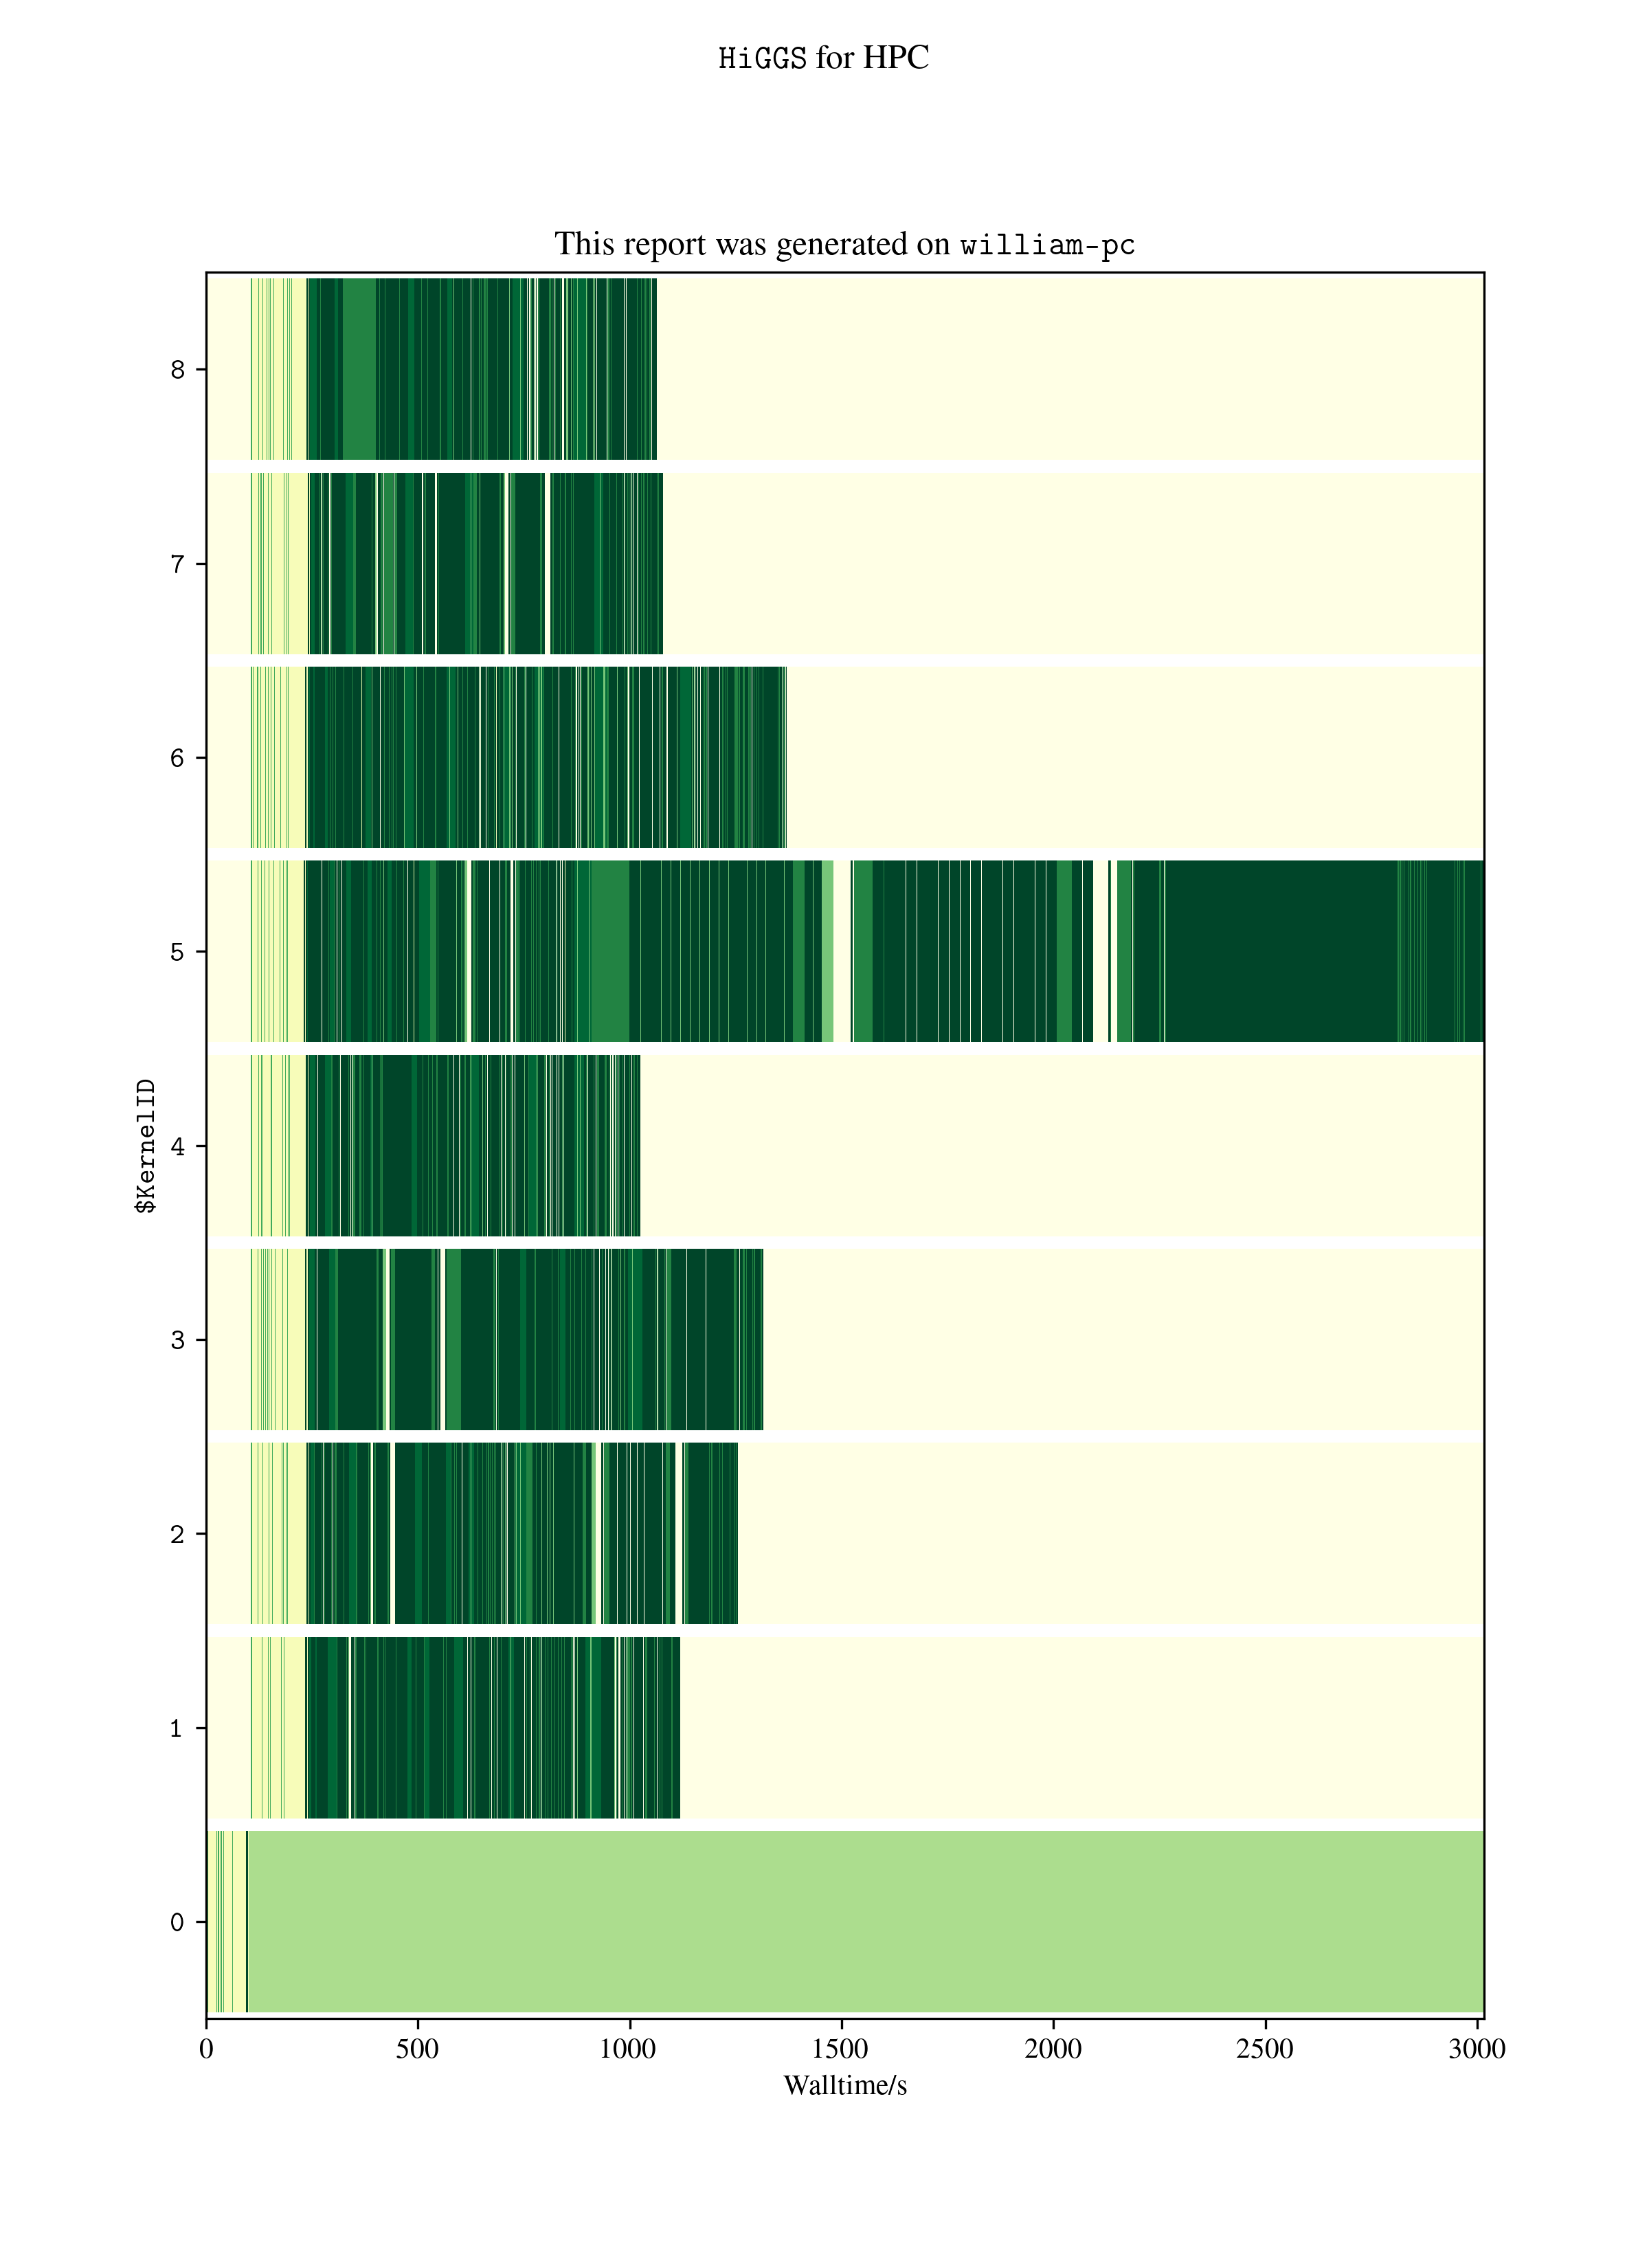 HiGGS for HPC
This report was generated on william-pc
8
7
6
5
4
3
2
1
0
$KernelID
0 500 1000 1500 2000 2500 3000
Walltime/s